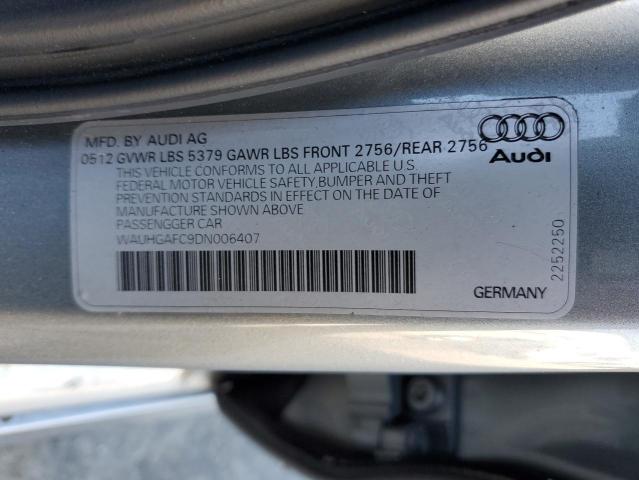 MFD. BY AUDI AG
0512 GVWR LBS 5379 GAWR LBS FRONT 2756/REAR 2756
THIS VEHICLE CONFORMS TO ALL APPLICABLE U.S
FEDERAL MOTOR VEHICLE SAFETY,BUMPER AND THEFT
PREVENTION STANDARDS IN EFFECT ON THE DATE OF
MANUFACTURE SHOWN ABOVE
PASSENGGER CAR
WAUHGAFC9DN006407
Audi
2252250
GERMANY